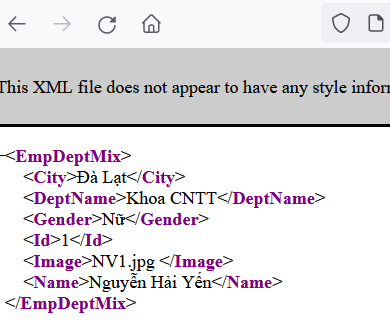 This XML file does not appear to have any style infor
<EmpDeptMix>
<City>Đà Lạt</City>
<DeptName>Khoa CNTT</DeptName>
<Gender>Nữ</Gender>
<Id>1</Id>
<Image>NV1.jpg </Image>
<Name>Nguyễn Hải Yến</Name>
</EmpDeptMix>